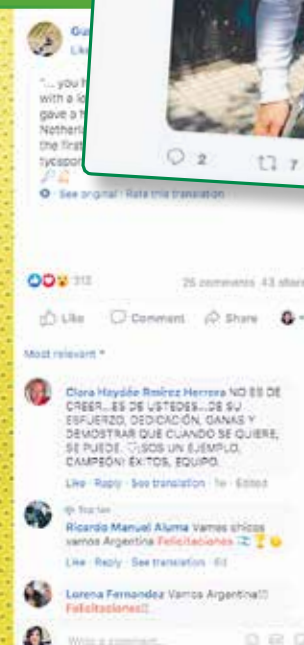 Gu
Like
"... you h
with a lo
gave a h
Netherla
the first
tycspor
See original · Rate this translation
2
7
312
25 comments 43 share
Like Comment Share
Most relevant
Clara Haydée Ramírez Herrera NO ES DE
CREER...ES DE USTEDES...DE SU
ESFUERZO, DEDICACIÓN, GANAS Y
DEMOSTRAR QUE CUANDO SE QUIERE,
SE PUEDE. SOS UN EJEMPLO,
CAMPEÓN! ÉXITOS, EQUIPO.
Like · Reply · See translation · 1w · Edited
Top fan
Ricardo Manuel Aluma Vamos chicos
vamos Argentina Felicitaciones
Like · Reply · See translation · 6d
Lorena Fernandez Vamos Argentina!!!
Felicitaciones!!
Write a comment...